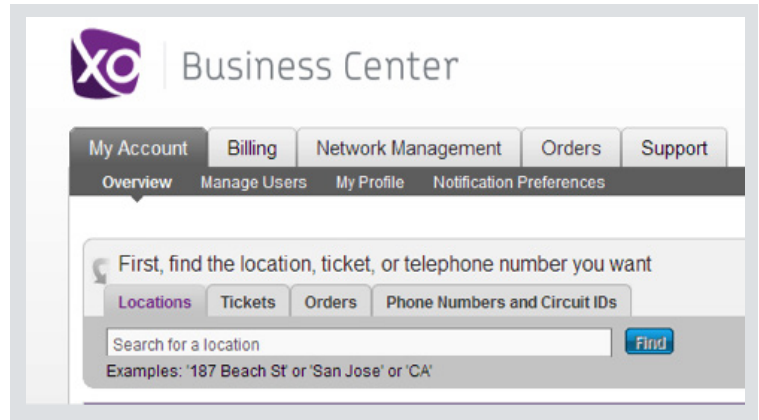 XO Business Center
My Account Billing Network Management Orders Support
Overview Manage Users My Profile Notification Preferences
First, find the location, ticket, or telephone number you want
Locations Tickets Orders Phone Numbers and Circuit IDs
Search for a location Find
Examples: '187 Beach St' or 'San Jose' or 'CA'